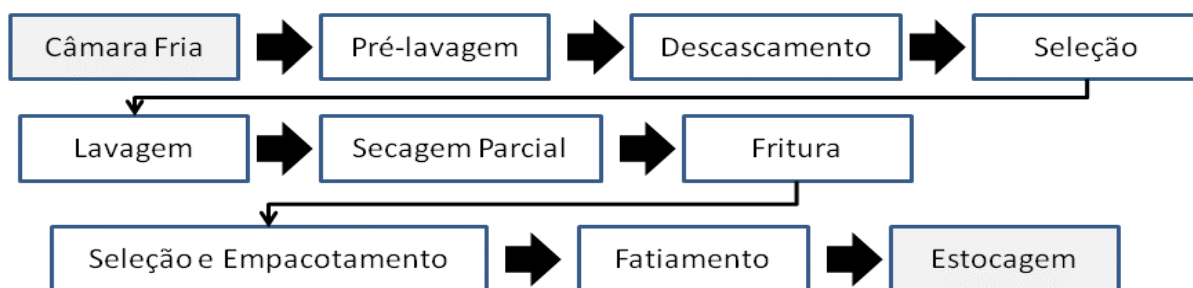 Câmara Fria
Pré-lavagem
Descascamento
Seleção
Lavagem
Secagem Parcial
Fritura
Seleção e Empacotamento
Fatiamento
Estocagem